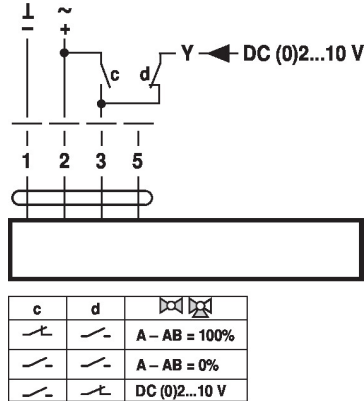 ⊥ ~
– +
c d Y DC (0)2...10 V
1 2 3 5
c d
A – AB = 100%
A – AB = 0%
DC (0)2...10 V